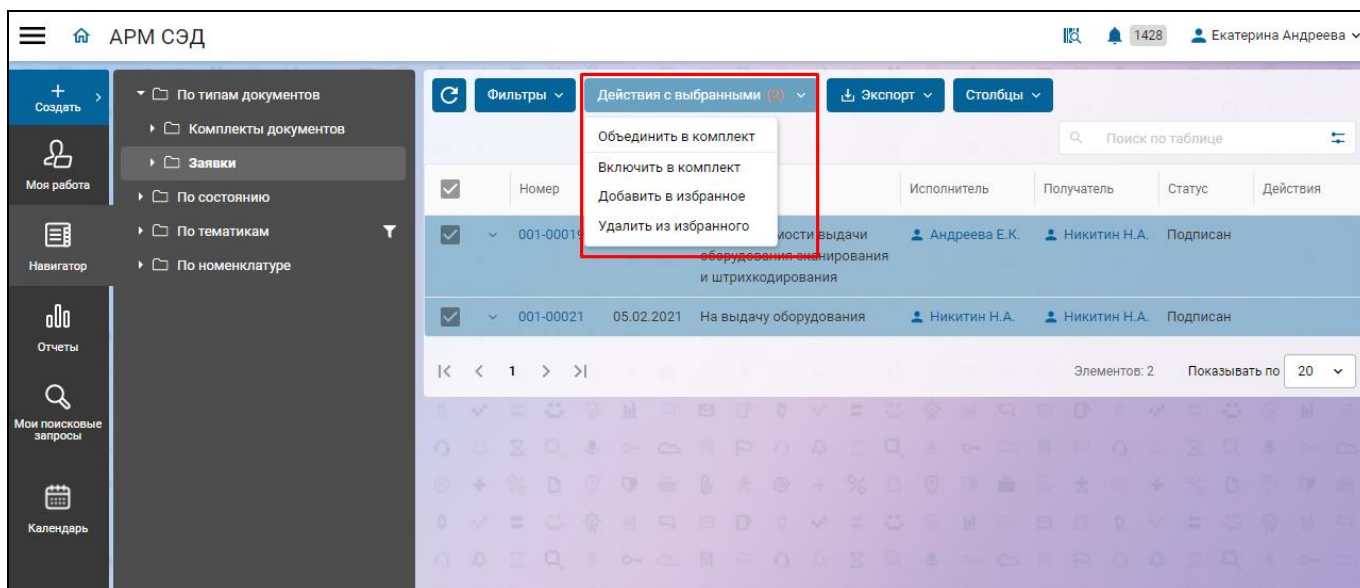 АРМ СЭД
1428
Екатерина Андреева
Создать
Моя работа
Навигатор
Отчеты
Мои поисковые
запросы
Календарь
По типам документов
Комплекты документов
Заявки
По состоянию
По тематикам
По номенклатуре
Фильтры
Действия с выбранными (2)
Экспорт
Столбцы
Объединить в комплект
Включить в комплект
Добавить в избранное
Удалить из избранного
Поиск по таблице
Номер
Исполнитель
Получатель
Статус
Действия
001-00019
выдачи
оборудования сканирования
и штрихкодирования
Андреева Е.К.
Никитин Н.А.
Подписан
001-00021
05.02.2021
На выдачу оборудования
Никитин Н.А.
Никитин Н.А.
Подписан
1
Элементов: 2
Показывать по
20